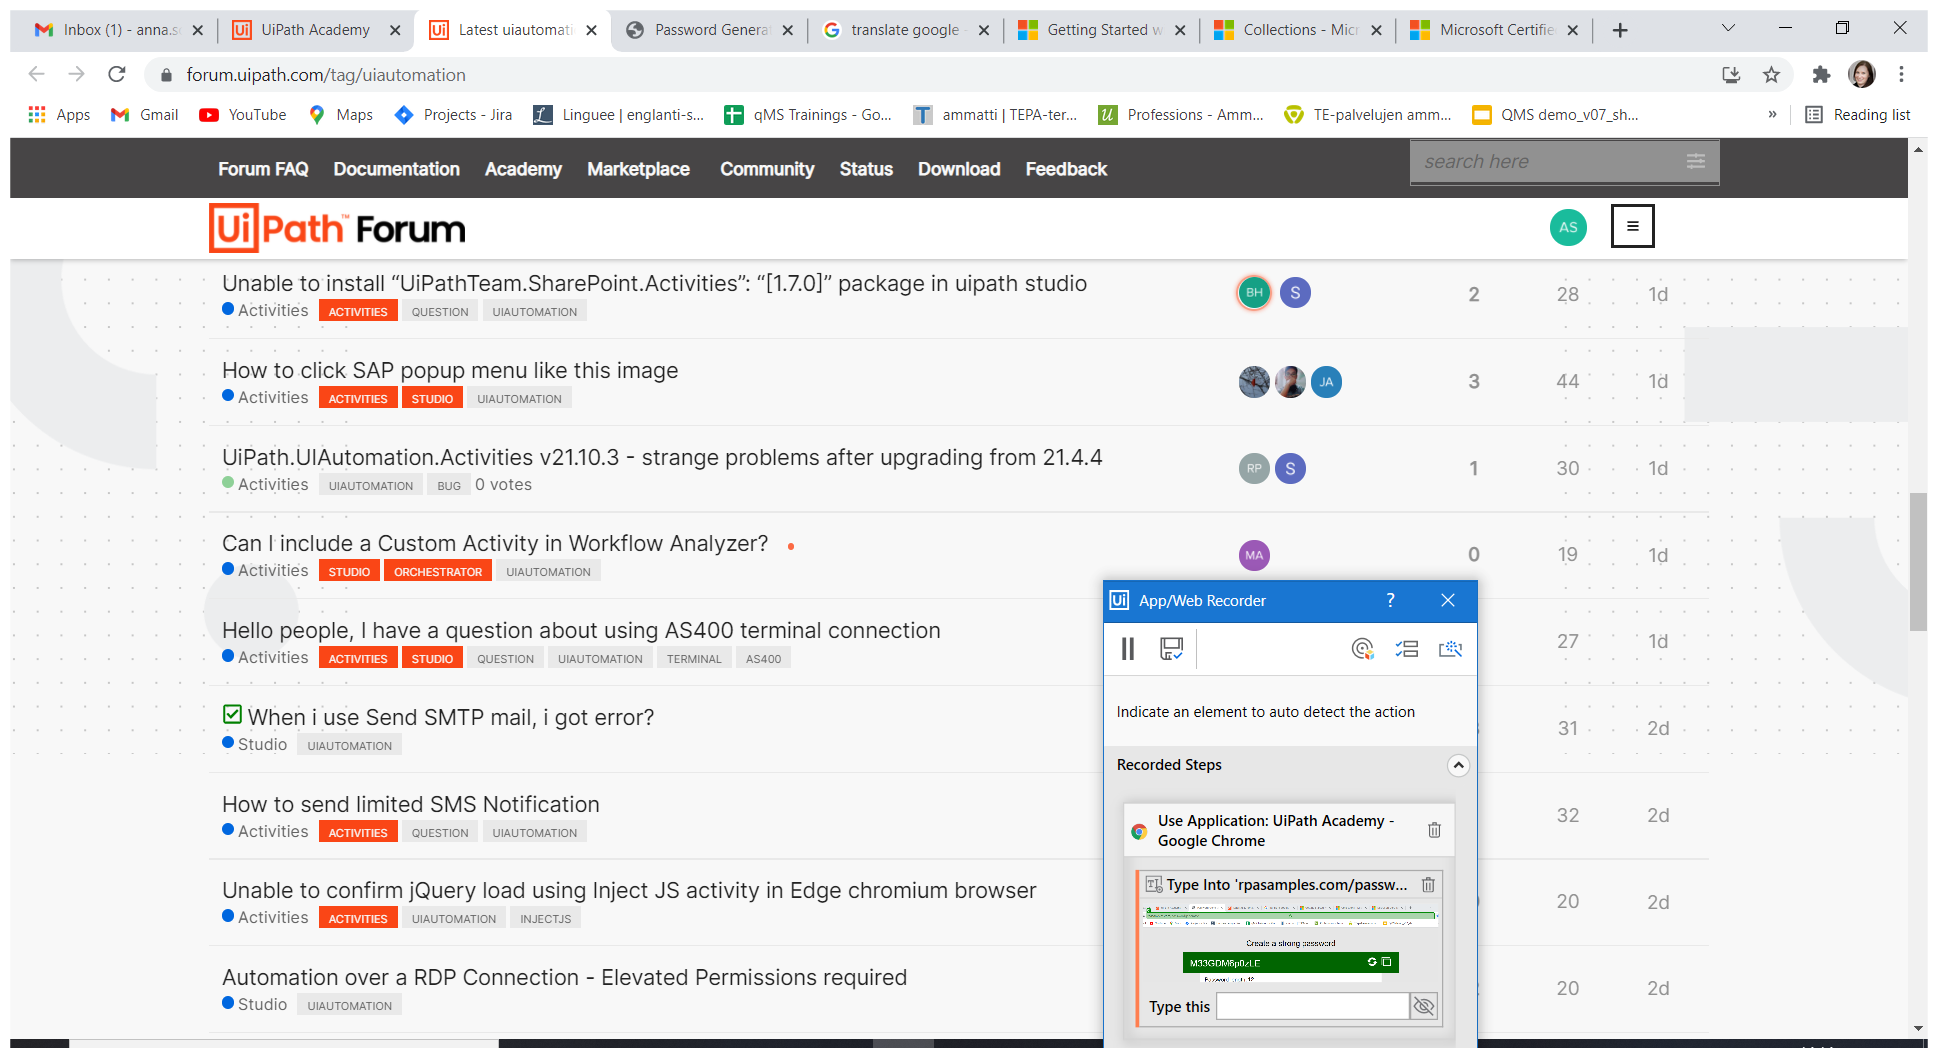 Inbox (1) - anna.s
UiPath Academy
Latest uiautomati
Password Genera
translate google -
Getting Started w
Collections - Micr
Microsoft Certifie
forum.uipath.com/tag/uiautomation
Apps
Gmail
YouTube
Maps
Projects - Jira
Linguee | englanti-s...
qMS Trainings - Go...
ammatti | TEPA-ter...
Professions - Amm...
TE-palvelujen amm...
QMS demo_v07_sh...
»
Reading list
Forum FAQ Documentation Academy Marketplace Community Status Download Feedback
search here
UiPath™ Forum
AS
Unable to install “UiPathTeam.SharePoint.Activities”: “[1.7.0]” package in uipath studio
BH S 2 28 1d
Activities ACTIVITIES QUESTION UIAUTOMATION
How to click SAP popup menu like this image
JA 3 44 1d
Activities ACTIVITIES STUDIO UIAUTOMATION
UiPath.UIAutomation.Activities v21.10.3 - strange problems after upgrading from 21.4.4
RP S 1 30 1d
Activities UIAUTOMATION BUG 0 votes
Can I include a Custom Activity in Workflow Analyzer?
MA 0 19 1d
Activities STUDIO ORCHESTRATOR UIAUTOMATION
Hello people, I have a question about using AS400 terminal connection
27 1d
Activities ACTIVITIES STUDIO QUESTION UIAUTOMATION TERMINAL AS400
When i use Send SMTP mail, i got error?
31 2d
Studio UIAUTOMATION
How to send limited SMS Notification
32 2d
Activities ACTIVITIES QUESTION UIAUTOMATION
Unable to confirm jQuery load using Inject JS activity in Edge chromium browser
20 2d
Activities ACTIVITIES UIAUTOMATION INJECTJS
Automation over a RDP Connection - Elevated Permissions required
20 2d
Studio UIAUTOMATION
Ui App/Web Recorder ?
Indicate an element to auto detect the action
Recorded Steps
Use Application: UiPath Academy -
Google Chrome
Type Into 'rpasamples.com/passw...
Create a strong password
Type this